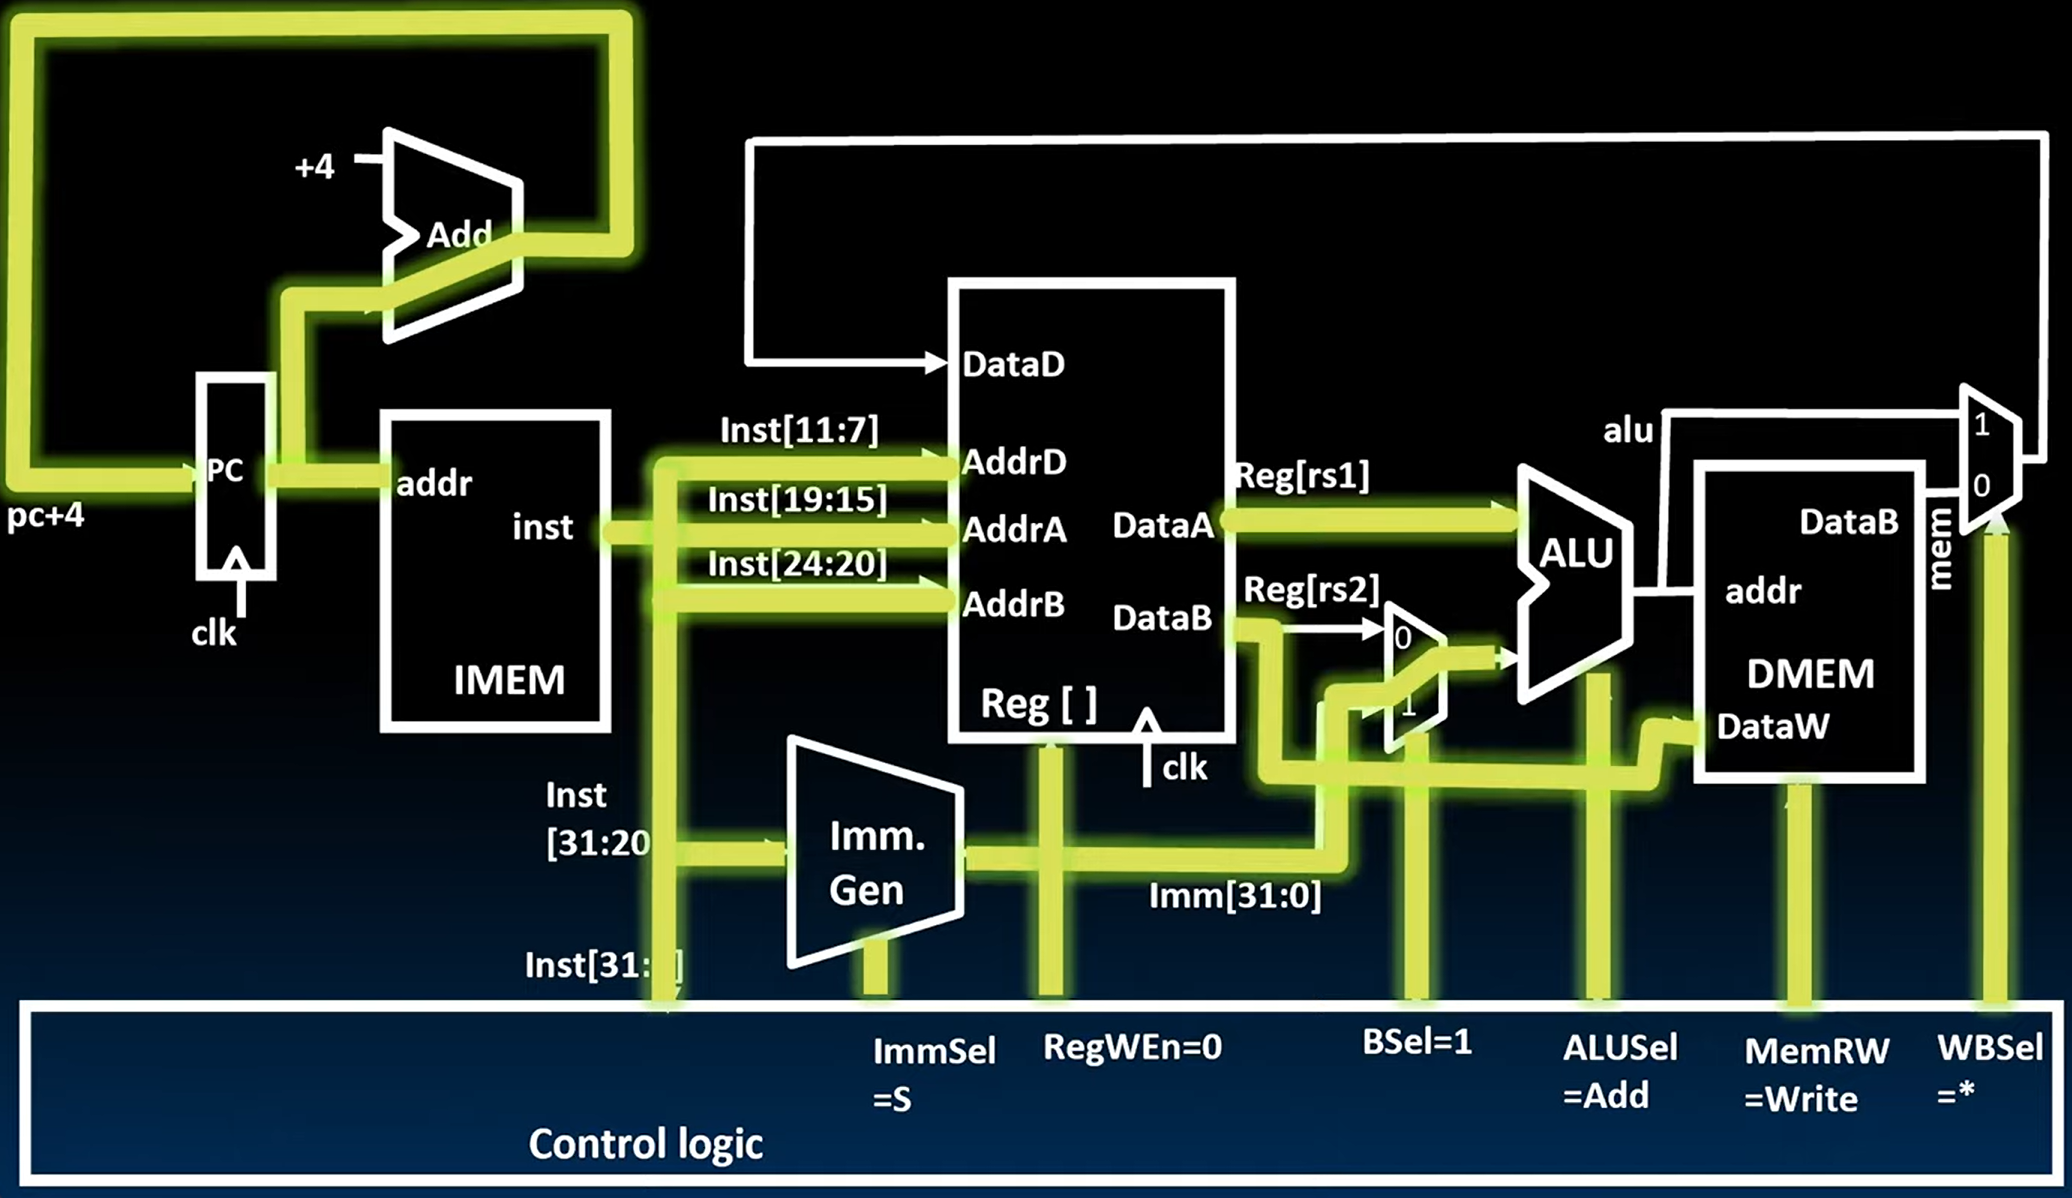 +4
Add
pc+4
PC
clk
addr
inst
IMEM
Inst[11:7]
Inst[19:15]
Inst[24:20]
DataD
AddrD
AddrA
AddrB
DataA
DataB
Reg [ ]
clk
Reg[rs1]
Reg[rs2]
0
1
ALU
alu
DataB
addr
DMEM
DataW
mem
1
0
Inst
[31:20
Imm.
Gen
Imm[31:0]
Inst[31: ]
ImmSel
=S
RegWEn=0
BSel=1
ALUSel
=Add
MemRW
=Write
WBSel
=*
Control logic